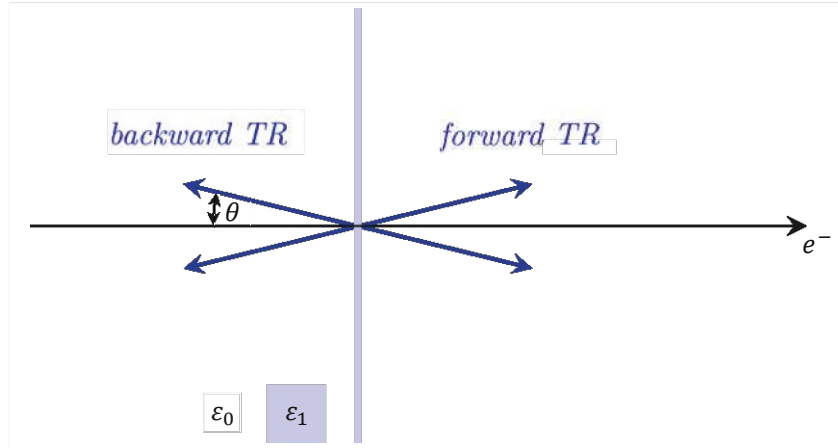 backward TR
forward TR
θ
e⁻
ε₀
ε₁